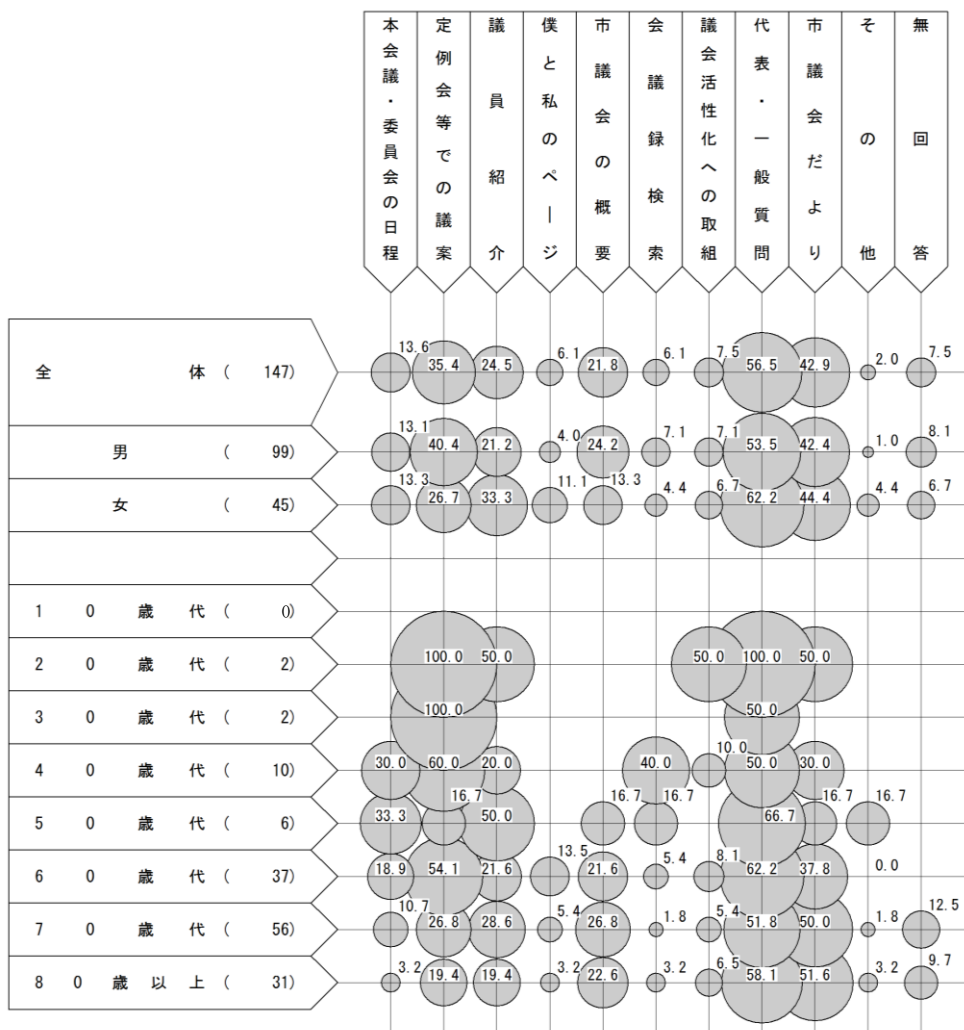 本会議・委員会の日程
定例会等での議案
議員紹介
僕と私のページ
市議会の概要
会議録検索
議会活性化への取組
代表・一般質問
市議会だより
その他
無回答
全体(147) 13.6 35.4 24.5 6.1 21.8 6.1 7.5 56.5 42.9 2.0 7.5
男(99) 13.1 40.4 21.2 4.0 24.2 7.1 7.1 53.5 42.4 1.0 8.1
女(45) 13.3 26.7 33.3 11.1 13.3 4.4 6.7 62.2 44.4 4.4 6.7
10歳代(0)
20歳代(2) 100.0 50.0 50.0 100.0 50.0
30歳代(2) 100.0 50.0
40歳代(10) 30.0 60.0 20.0 40.0 10.0 50.0 30.0
50歳代(6) 33.3 16.7 50.0 16.7 16.7 66.7 16.7 16.7
60歳代(37) 18.9 54.1 21.6 13.5 21.6 5.4 8.1 62.2 37.8 0.0
70歳代(56) 10.7 26.8 28.6 5.4 26.8 1.8 5.4 51.8 50.0 1.8 12.5
80歳以上(31) 3.2 19.4 19.4 3.2 22.6 3.2 6.5 58.1 51.6 3.2 9.7